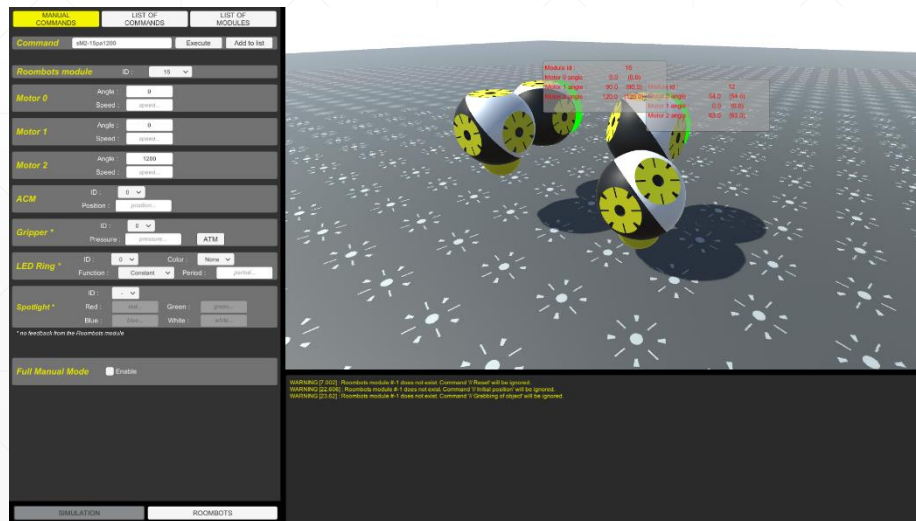 MANUAL COMMANDS
LIST OF COMMANDS
LIST OF MODULES
Command sM2-15pa1200 Execute Add to list
Roombots module ID : 15
Motor 0 Angle : 0
Speed : speed...
Motor 1 Angle : 0
Speed : speed...
Motor 2 Angle : 1200
Speed : speed...
ACM ID : 0
Position : position...
Gripper * ID : 0
Pressure : pressure... ATM
LED Ring * ID : 0 Color : None
Function : Constant Period : period...
Spotlight * ID : -
Red : red... Green : green...
Blue : blue... White : white...
* no feedback from the Roombots module
Full Manual Mode Enable
SIMULATION ROOMBOTS
Module id : 15
Motor 0 angle 0.0 (0.0)
Motor 1 angle 90.0 (90.0)
Motor 2 angle 120.0 (120.0)
Module id : 12
Motor 0 angle 54.0 (54.0)
Motor 1 angle 0.0 (0.0)
Motor 2 angle 63.0 (63.0)
WARNING [7.002] : Roombots module #-1 does not exist. Command '// Reset' will be ignored.
WARNING [22.606] : Roombots module #-1 does not exist. Command '// Initial position' will be ignored.
WARNING [23.62] : Roombots module #-1 does not exist. Command '// Grabbing of object' will be ignored.